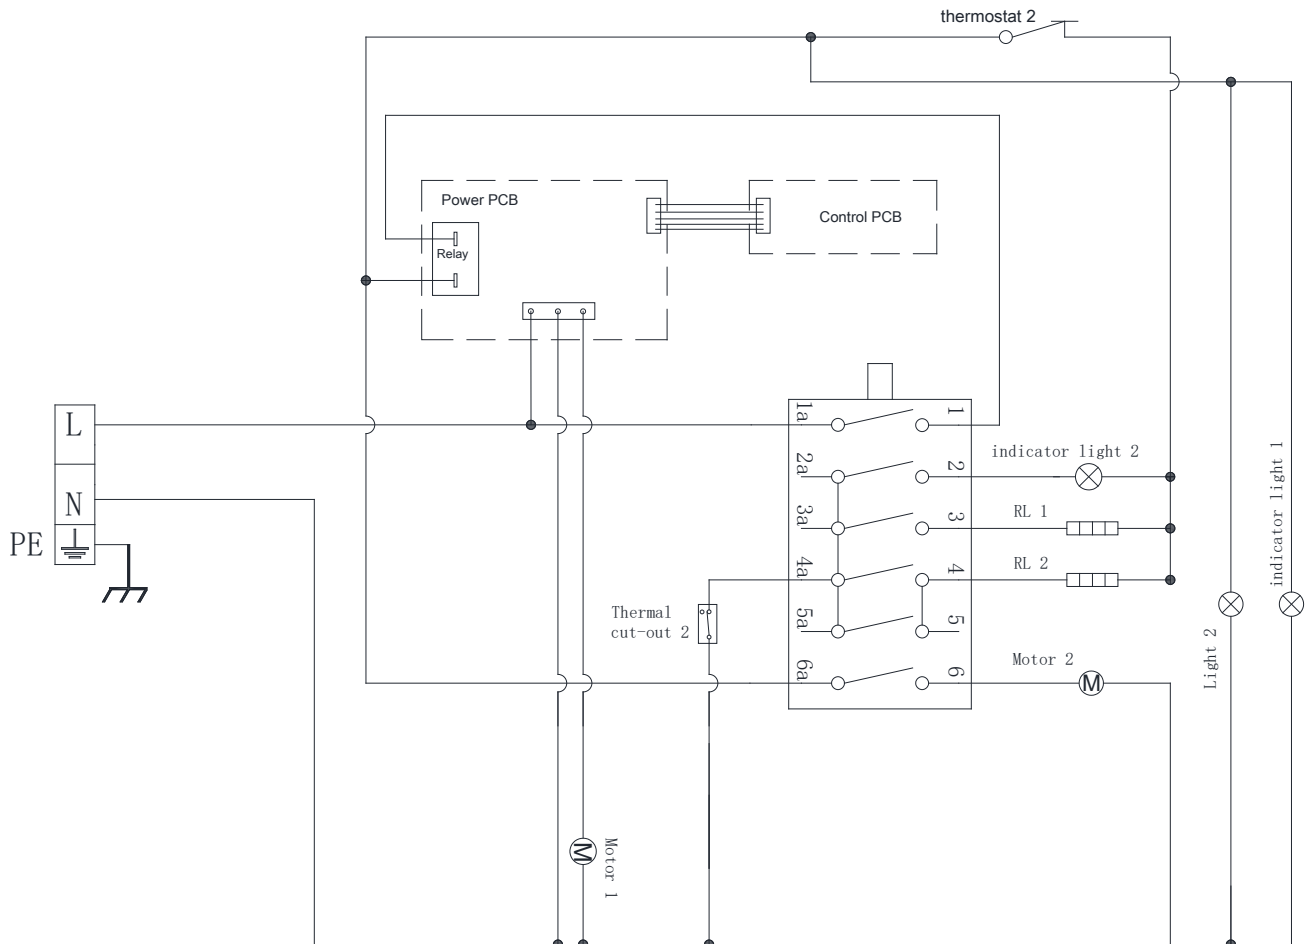 thermostat 2
Power PCB
Control PCB
Relay
L
1a
1
2a
2
indicator light 2
indicator light 1
N
3a
3
RL 1
PE
4a
4
RL 2
Thermal
cut-out 2
5a
5
6a
6
Motor 2
M
Light 2
M
Motor 1